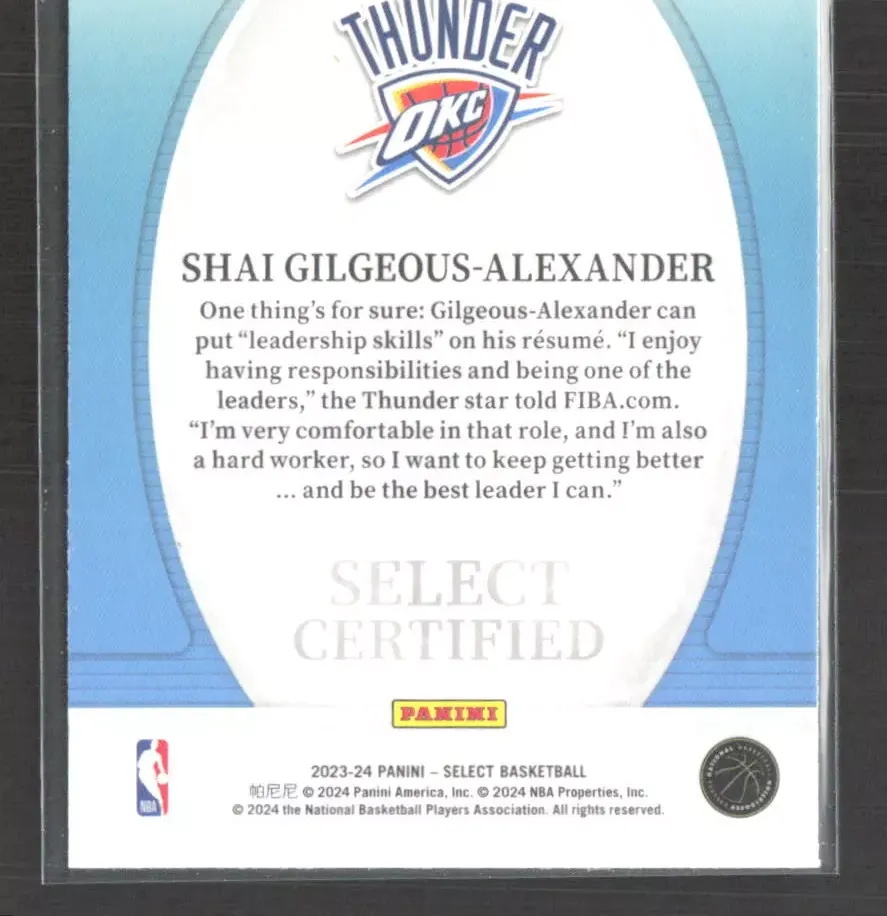 THUNDER
OKC
SHAI GILGEOUS-ALEXANDER
One thing's for sure: Gilgeous-Alexander can
put “leadership skills” on his résumé. “I enjoy
having responsibilities and being one of the
leaders,” the Thunder star told FIBA.com.
“I'm very comfortable in that role, and I'm also
a hard worker, so I want to keep getting better
... and be the best leader I can.”
SELECT
CERTIFIED
PANINI
NBA
2023-24 PANINI – SELECT BASKETBALL
帕尼尼 © 2024 Panini America, Inc. © 2024 NBA Properties, Inc.
© 2024 the National Basketball Players Association. All rights reserved.